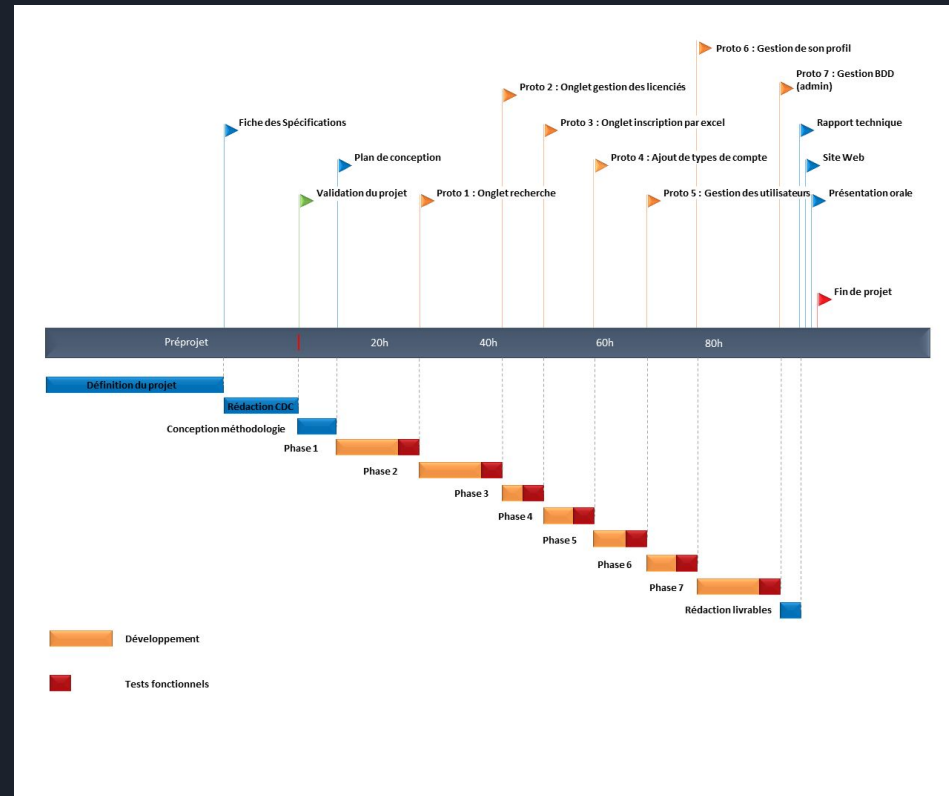 Proto 6 : Gestion de son profil
Proto 7 : Gestion BDD
(admin)
Proto 2 : Onglet gestion des licenciés
Fiche des Spécifications
Proto 3 : Onglet inscription par excel
Rapport technique
Plan de conception
Proto 4 : Ajout de types de compte
Site Web
Validation du projet
Proto 1 : Onglet recherche
Proto 5 : Gestion des utilisateurs
Présentation orale
Fin de projet
Préprojet
20h
40h
60h
80h
Définition du projet
Rédaction CDC
Conception méthodologie
Phase 1
Phase 2
Phase 3
Phase 4
Phase 5
Phase 6
Phase 7
Rédaction livrables
Développement
Tests fonctionnels